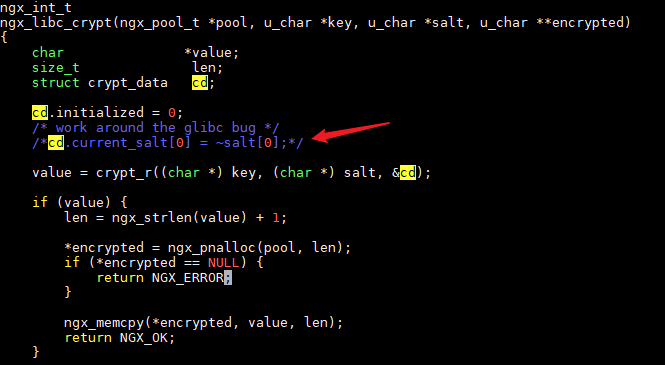 ngx_int_t
ngx_libc_crypt(ngx_pool_t *pool, u_char *key, u_char *salt, u_char **encrypted)
{
    char               *value;
    size_t              len;
    struct crypt_data   cd;

    cd.initialized = 0;
    /* work around the glibc bug */
    /*cd.current_salt[0] = ~salt[0];*/

    value = crypt_r((char *) key, (char *) salt, &cd);

    if (value) {
        len = ngx_strlen(value) + 1;

        *encrypted = ngx_pnalloc(pool, len);
        if (*encrypted == NULL) {
            return NGX_ERROR;
        }

        ngx_memcpy(*encrypted, value, len);
        return NGX_OK;
    }